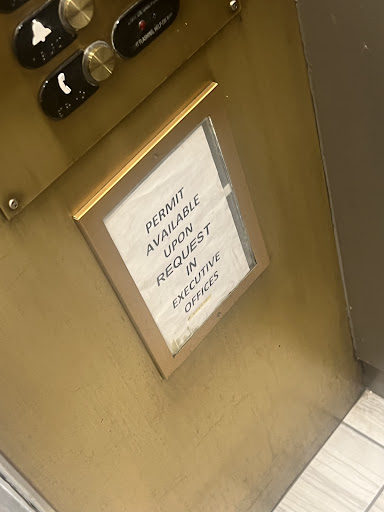 PERMIT
AVAILABLE
UPON
REQUEST
IN
EXECUTIVE
OFFICES